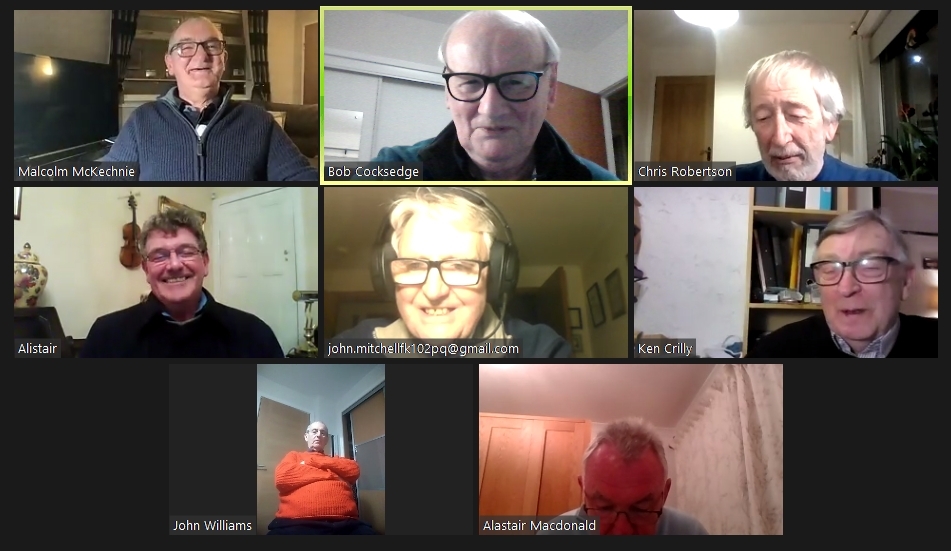 Malcolm McKechnie
Bob Cocksedge
Chris Robertson
Alistair
john.mitchellfk102pq@gmail.com
Ken Crilly
John Williams
Alastair Macdonald